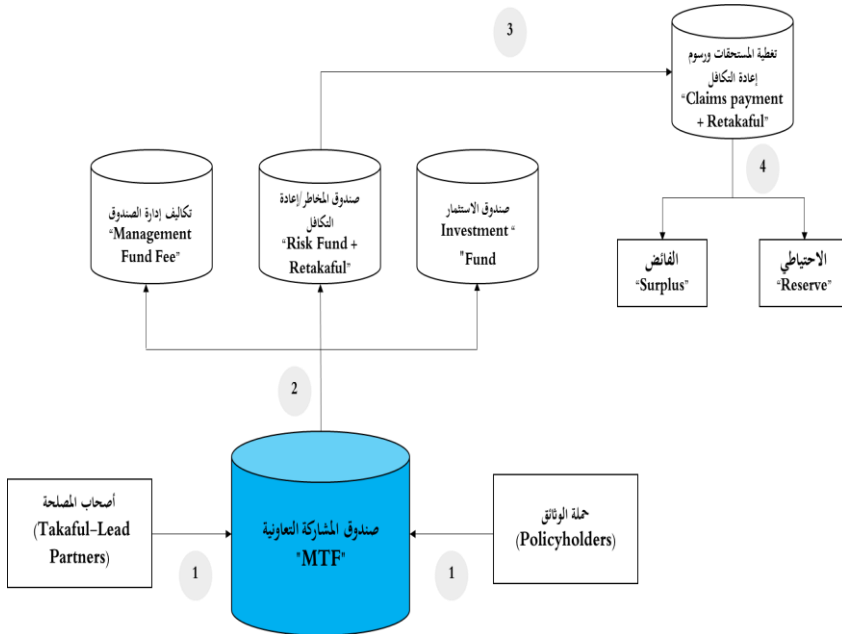 3
تغطية المستحقات ورسوم
إعادة التكافل
“Claims payment
+ Retakaful”
4
تكاليف إدارة الصندوق
“Management
Fund Fee”
صندوق المخاطر/إعادة
التكافل
“Risk Fund +
Retakaful”
صندوق الاستثمار
Investment “
"Fund
الفائض
“Surplus”
الاحتياطي
“Reserve”
2
أصحاب المصلحة
(Takaful–Lead
Partners)
صندوق المشاركة التعاونية
"MTF"
حملة الوثائق
(Policyholders)
1
1